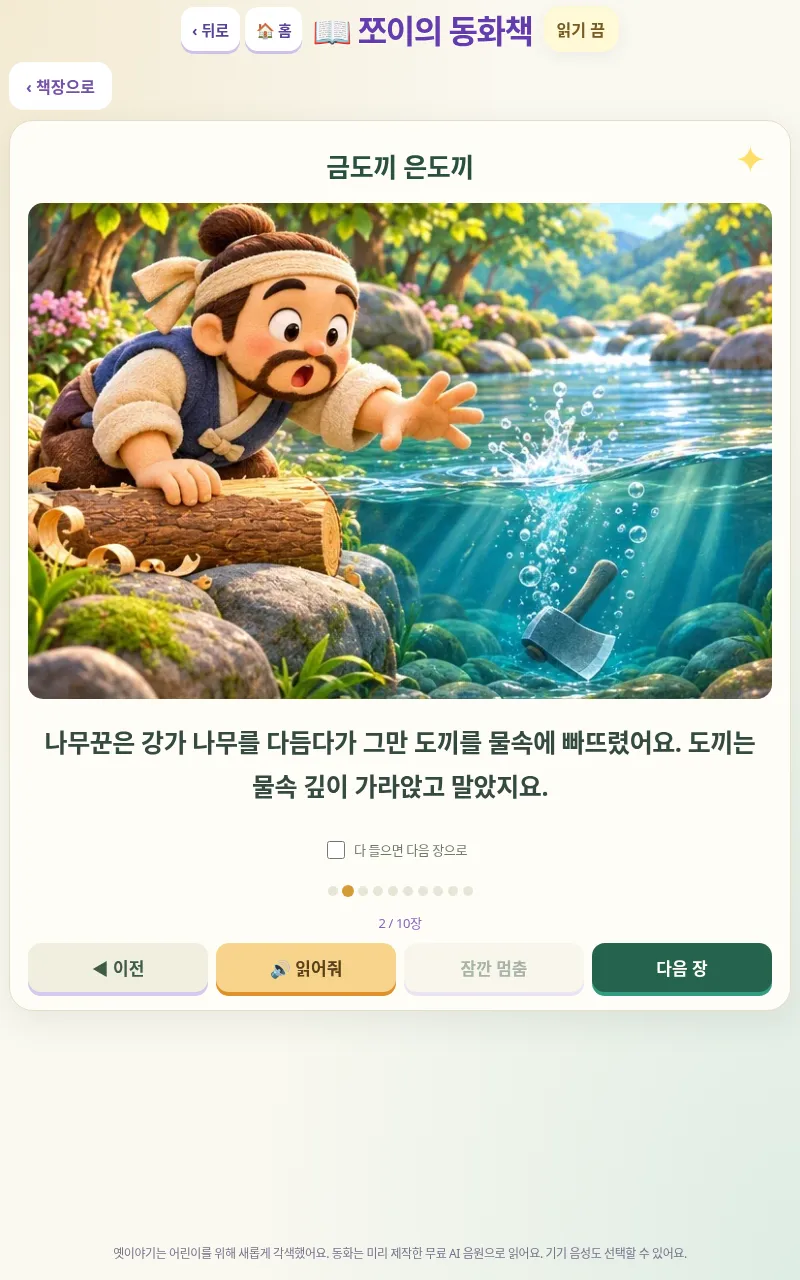 ‹ 뒤로 🏠 홈 📖 쪼이의 동화책 읽기 끝
‹ 책장으로
금도끼 은도끼
나무꾼은 강가 나무를 다듬다가 그만 도끼를 물속에 빠뜨렸어요. 도끼는
물속 깊이 가라앉고 말았지요.
다 들으면 다음 장으로
2 / 10장
◀ 이전 🔊 읽어줘 잠깐 멈춤 다음 장
옛이야기는 어린이를 위해 새롭게 각색했어요. 동화는 미리 제작한 무료 AI 음원으로 읽어요. 기기 음성도 선택할 수 있어요.